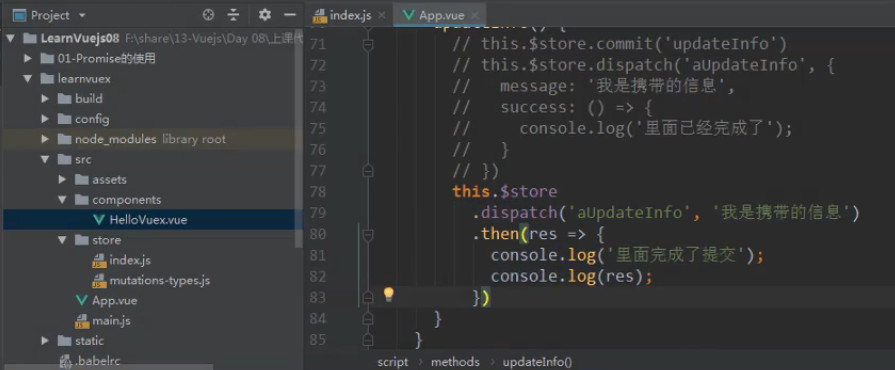 Project
index.js
App.vue
LearnVuejs08 F:\share\13-Vuejs\Day 08\上课代
01-Promise的使用
learnvuex
build
config
node_modules library root
src
assets
components
HelloVuex.vue
store
index.js
mutations-types.js
App.vue
main.js
static
.babelrc
updateInfo() {
71 // this.$store.commit('updateInfo')
72 // this.$store.dispatch('aUpdateInfo', {
73 // message: '我是携带的信息',
74 // success: () => {
75 // console.log('里面已经完成了');
76 // }
77 // })
78 this.$store
79 .dispatch('aUpdateInfo', '我是携带的信息')
80 .then(res => {
81 console.log('里面完成了提交');
82 console.log(res);
83 })
84 }
85 }
script › methods › updateInfo()